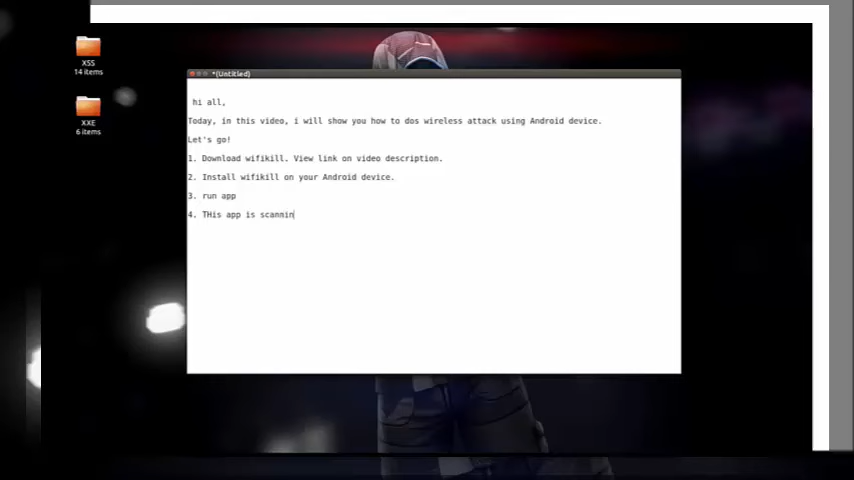 XSS
14 items
XXE
6 items
*(Untitled)
hi all,
Today, in this video, i will show you how to dos wireless attack using Android device.
Let's go!
1. Download wifikill. View link on video description.
2. Install wifikill on your Android device.
3. run app
4. THis app is scannin